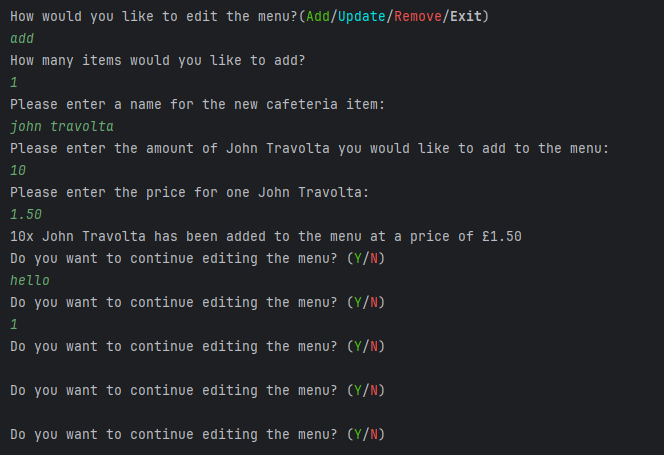 How would you like to edit the menu?(Add/Update/Remove/Exit)
add
How many items would you like to add?
1
Please enter a name for the new cafeteria item:
john travolta
Please enter the amount of John Travolta you would like to add to the menu:
10
Please enter the price for one John Travolta:
1.50
10x John Travolta has been added to the menu at a price of £1.50
Do you want to continue editing the menu? (Y/N)
hello
Do you want to continue editing the menu? (Y/N)
1
Do you want to continue editing the menu? (Y/N)
Do you want to continue editing the menu? (Y/N)
Do you want to continue editing the menu? (Y/N)